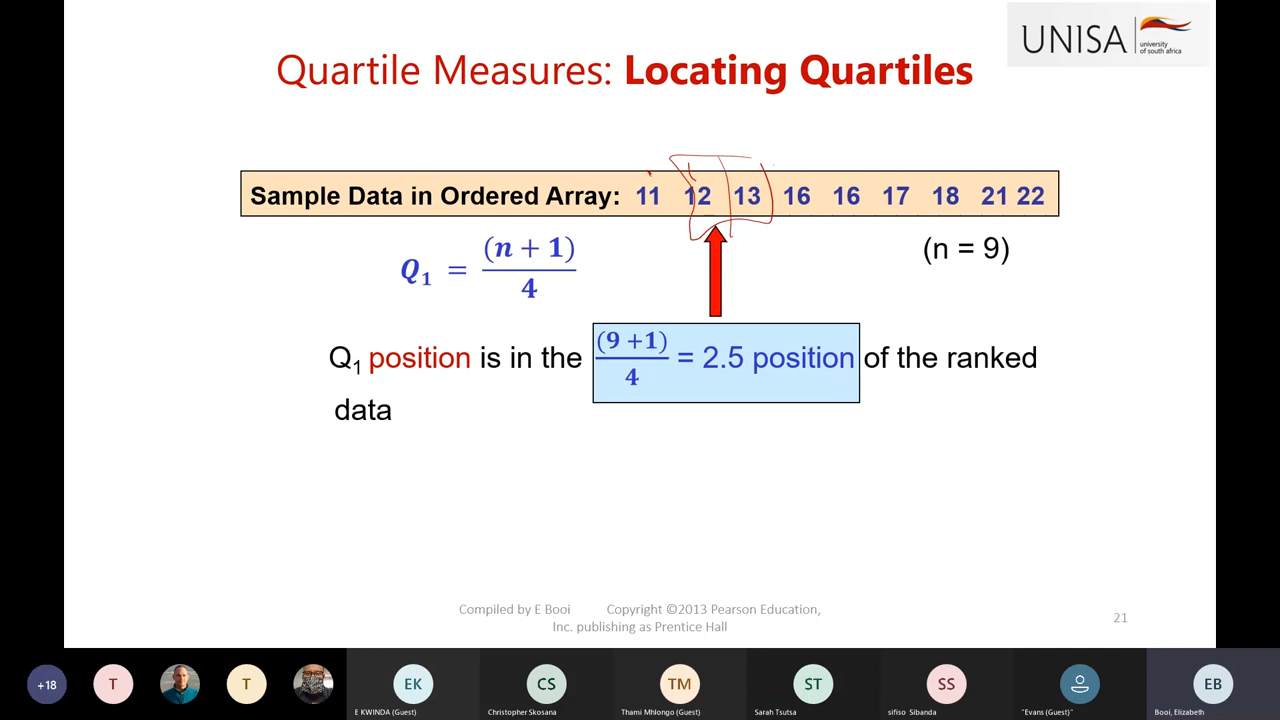 UNISA
university
of south africa
Quartile Measures: Locating Quartiles
Sample Data in Ordered Array: 11 12 13 16 16 17 18 21 22
Q1 = (n + 1)
4
(n = 9)
Q1 position is in the (9 +1)/4 = 2.5 position of the ranked
data
Compiled by E Booi Copyright ©2013 Pearson Education,
Inc. publishing as Prentice Hall
21
+18
T
T
EK
E KWINDA (Guest)
CS
Christopher Skosana
TM
Thami Mhlongo (Guest)
ST
Sarah Tsutsa
SS
sifiso Sibanda
"Evans (Guest)"
EB
Booi, Elizabeth